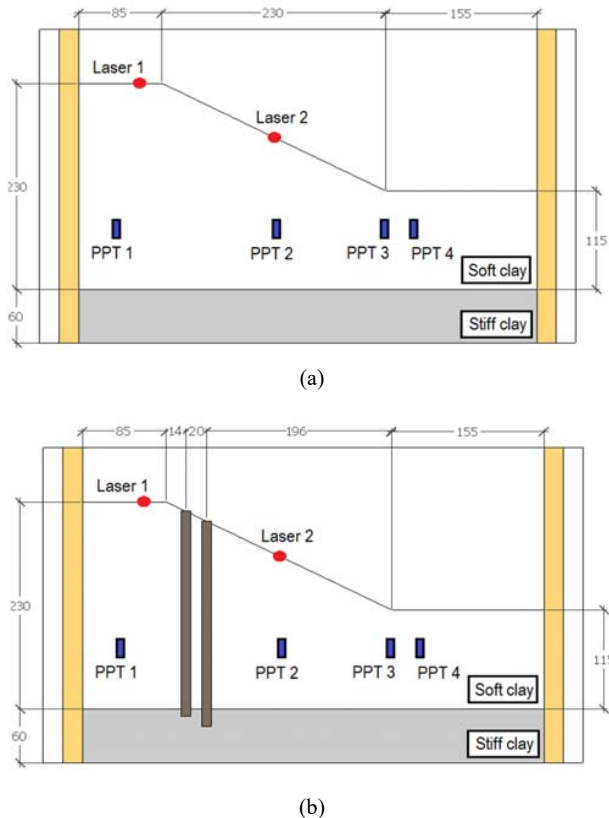 85 230 155
Laser 1
Laser 2
230
115
PPT 1 PPT 2 PPT 3 PPT 4
Soft clay
60
Stiff clay
(a)
85 14 20 196 155
Laser 1
Laser 2
230
115
PPT 1 PPT 2 PPT 3 PPT 4
Soft clay
60
Stiff clay
(b)